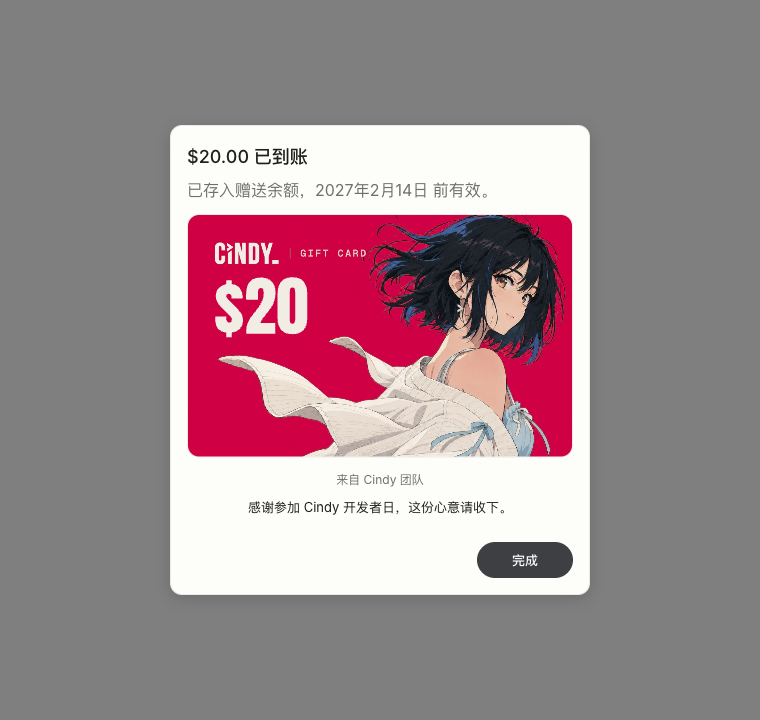 $20.00 已到账
已存入赠送余额，2027年2月14日 前有效。
CiNDY. | GIFT CARD
$20
来自 Cindy 团队
感谢参加 Cindy 开发者日，这份心意请收下。
完成